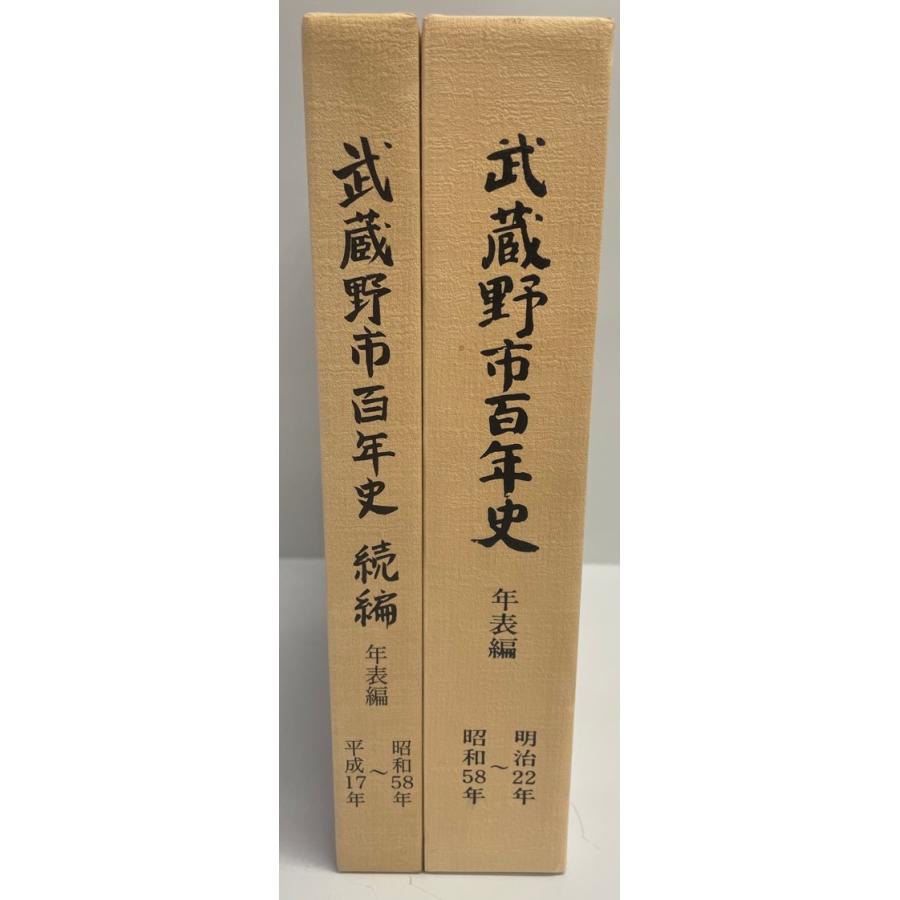 武蔵野市百年史
年表編
明治22年
〜
昭和58年
武蔵野市百年史 続編
年表編
昭和58年
〜
平成17年